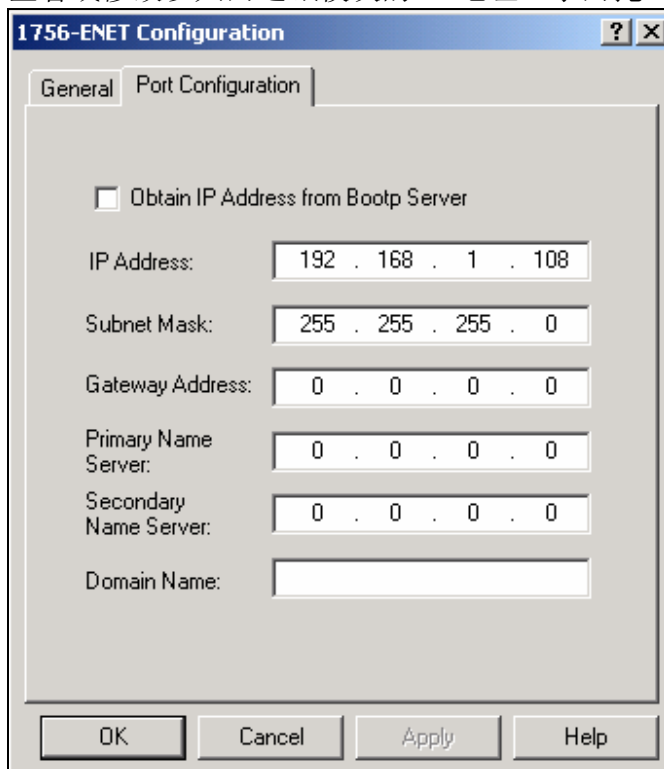 1756-ENET Configuration
General Port Configuration
Obtain IP Address from Bootp Server
IP Address: 192 . 168 . 1 . 108
Subnet Mask: 255 . 255 . 255 . 0
Gateway Address: 0 . 0 . 0 . 0
Primary Name
Server: 0 . 0 . 0 . 0
Secondary
Name Server: 0 . 0 . 0 . 0
Domain Name:
OK Cancel Apply Help